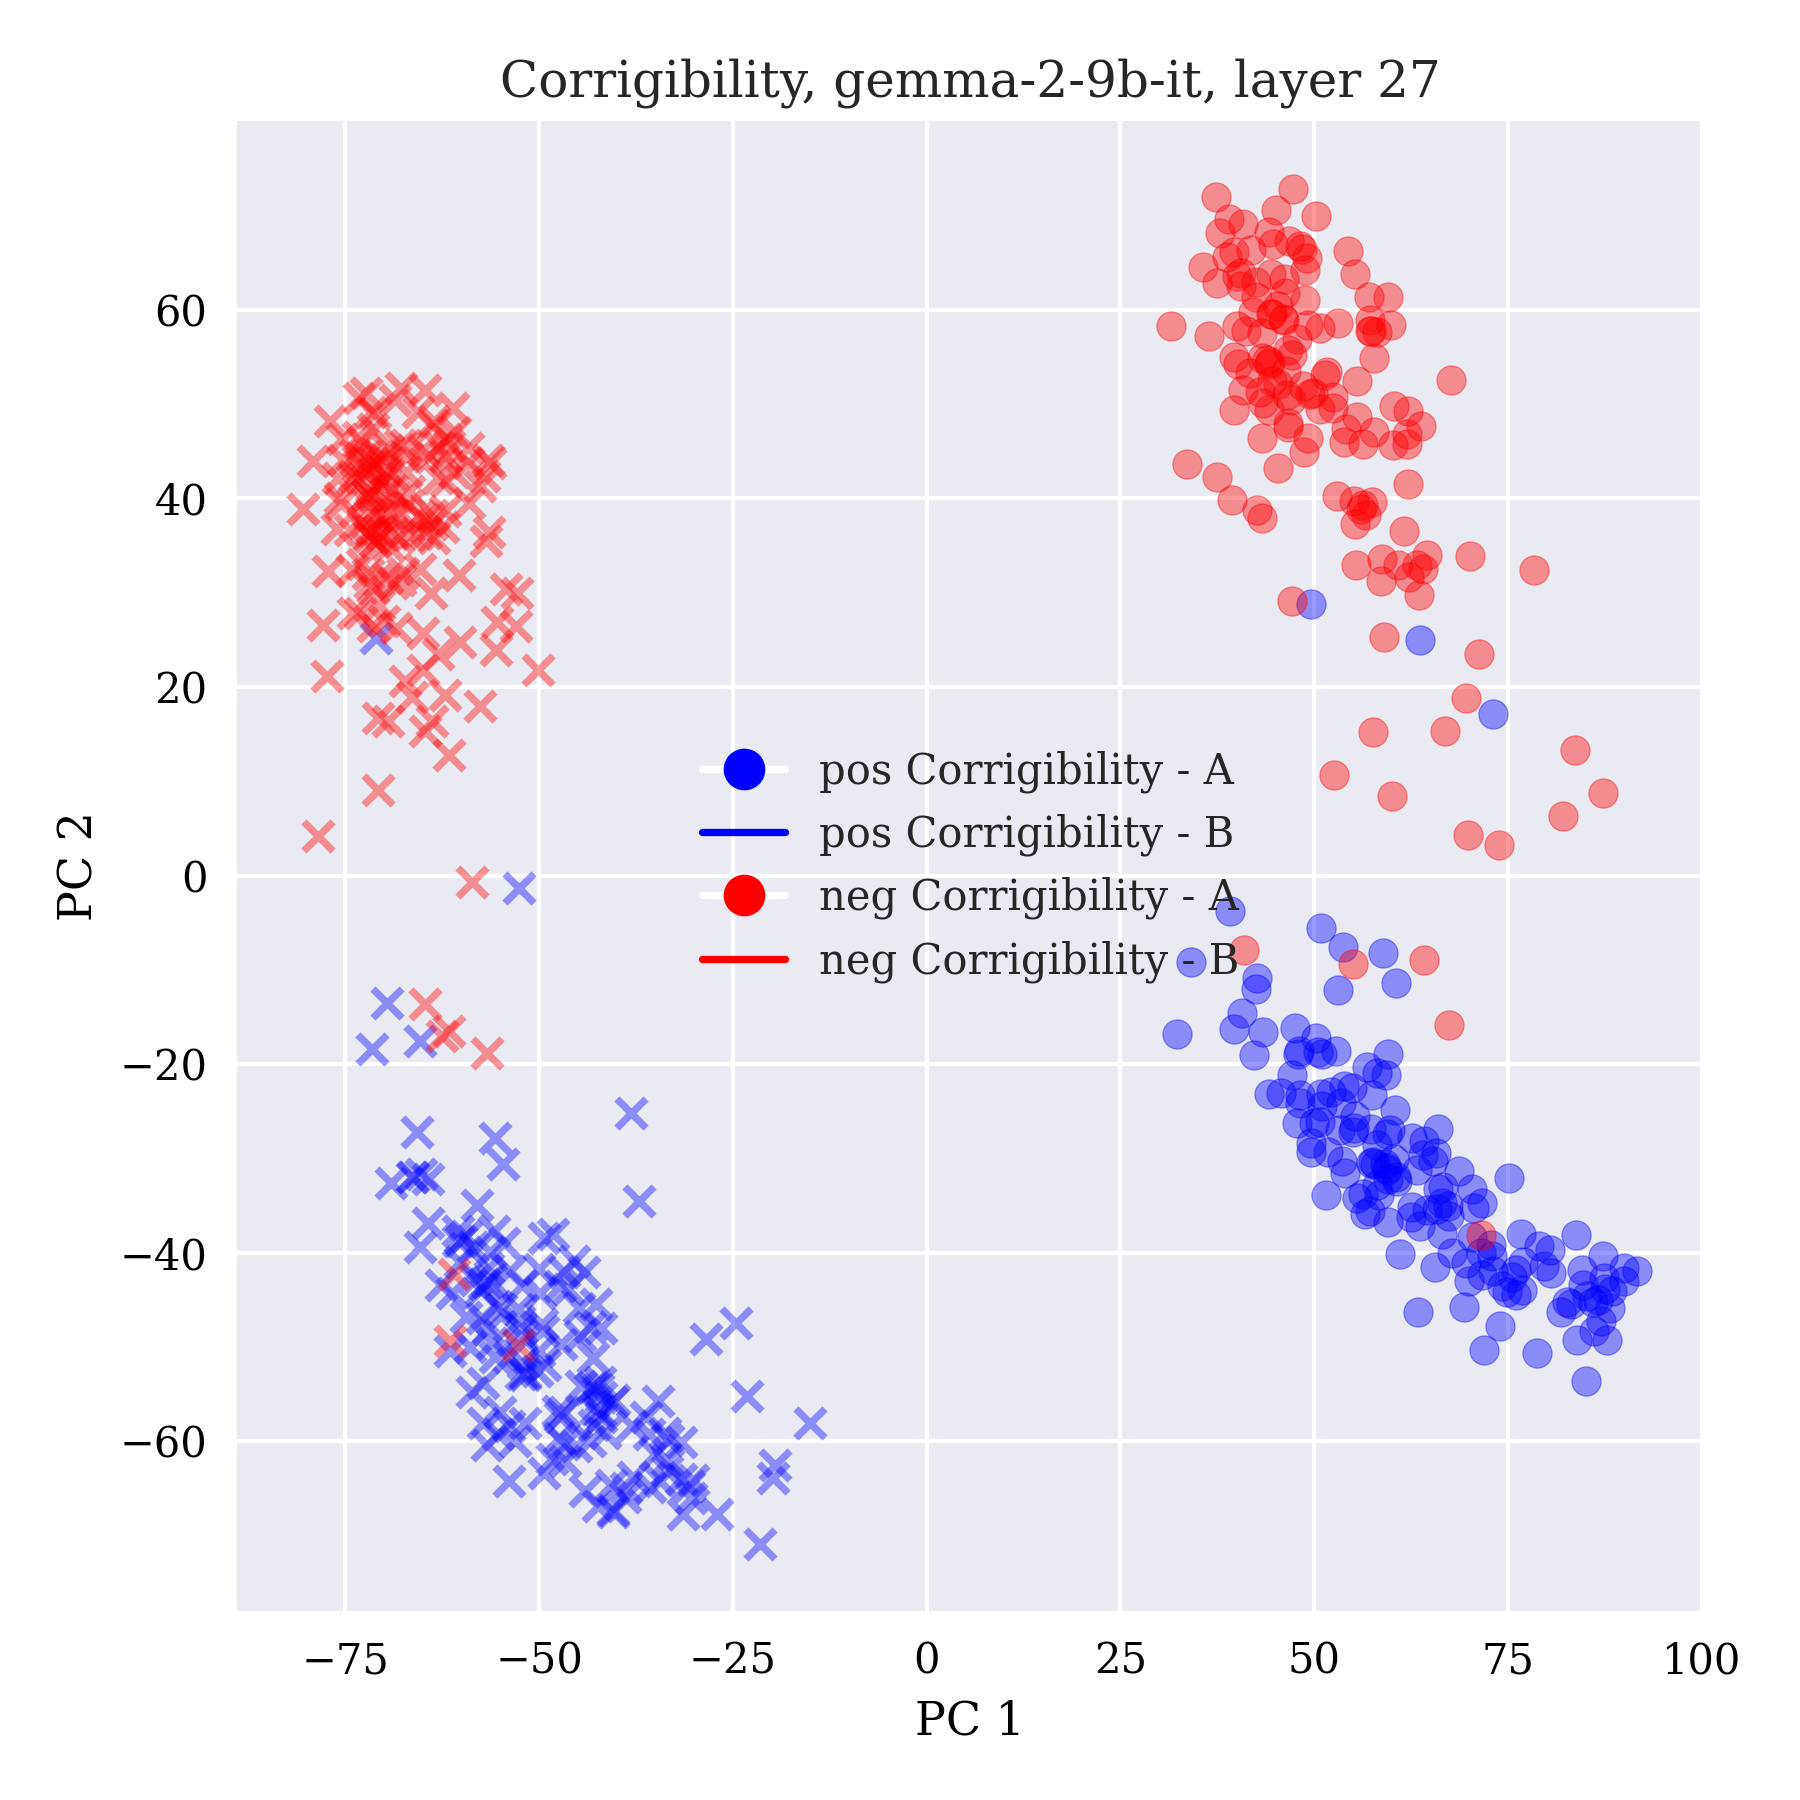 Corrigibility, gemma-2-9b-it, layer 27
60
40
20
0
−20
−40
−60
PC 2
pos Corrigibility - A
pos Corrigibility - B
neg Corrigibility - A
neg Corrigibility - B
−75 −50 −25 0 25 50 75 100
PC 1